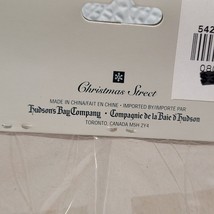 542
Christmas Street
MADE IN CHINA/FAIT EN CHINE • IMPORTED BY/IMPORTÉ PAR
Hudson's Bay Company • Compagnie de la Baie d'Hudson
TORONTO, CANADA M5H 2Y4